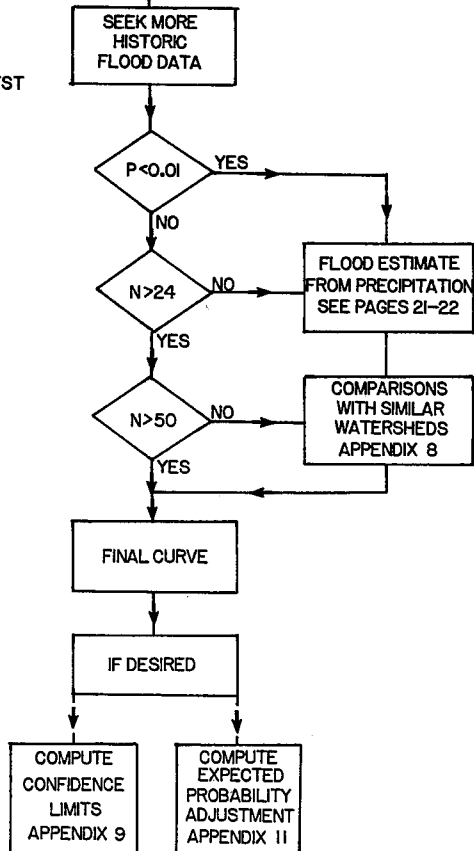 SEEK MORE
HISTORIC
FLOOD DATA
YST
P<0.01
YES
NO
N>24
NO
FLOOD ESTIMATE
FROM PRECIPITATION
SEE PAGES 21-22
YES
N>50
NO
COMPARISONS
WITH SIMILAR
WATERSHEDS
APPENDIX 8
YES
FINAL CURVE
IF DESIRED
COMPUTE
CONFIDENCE
LIMITS
APPENDIX 9
COMPUTE
EXPECTED
PROBABILITY
ADJUSTMENT
APPENDIX 11